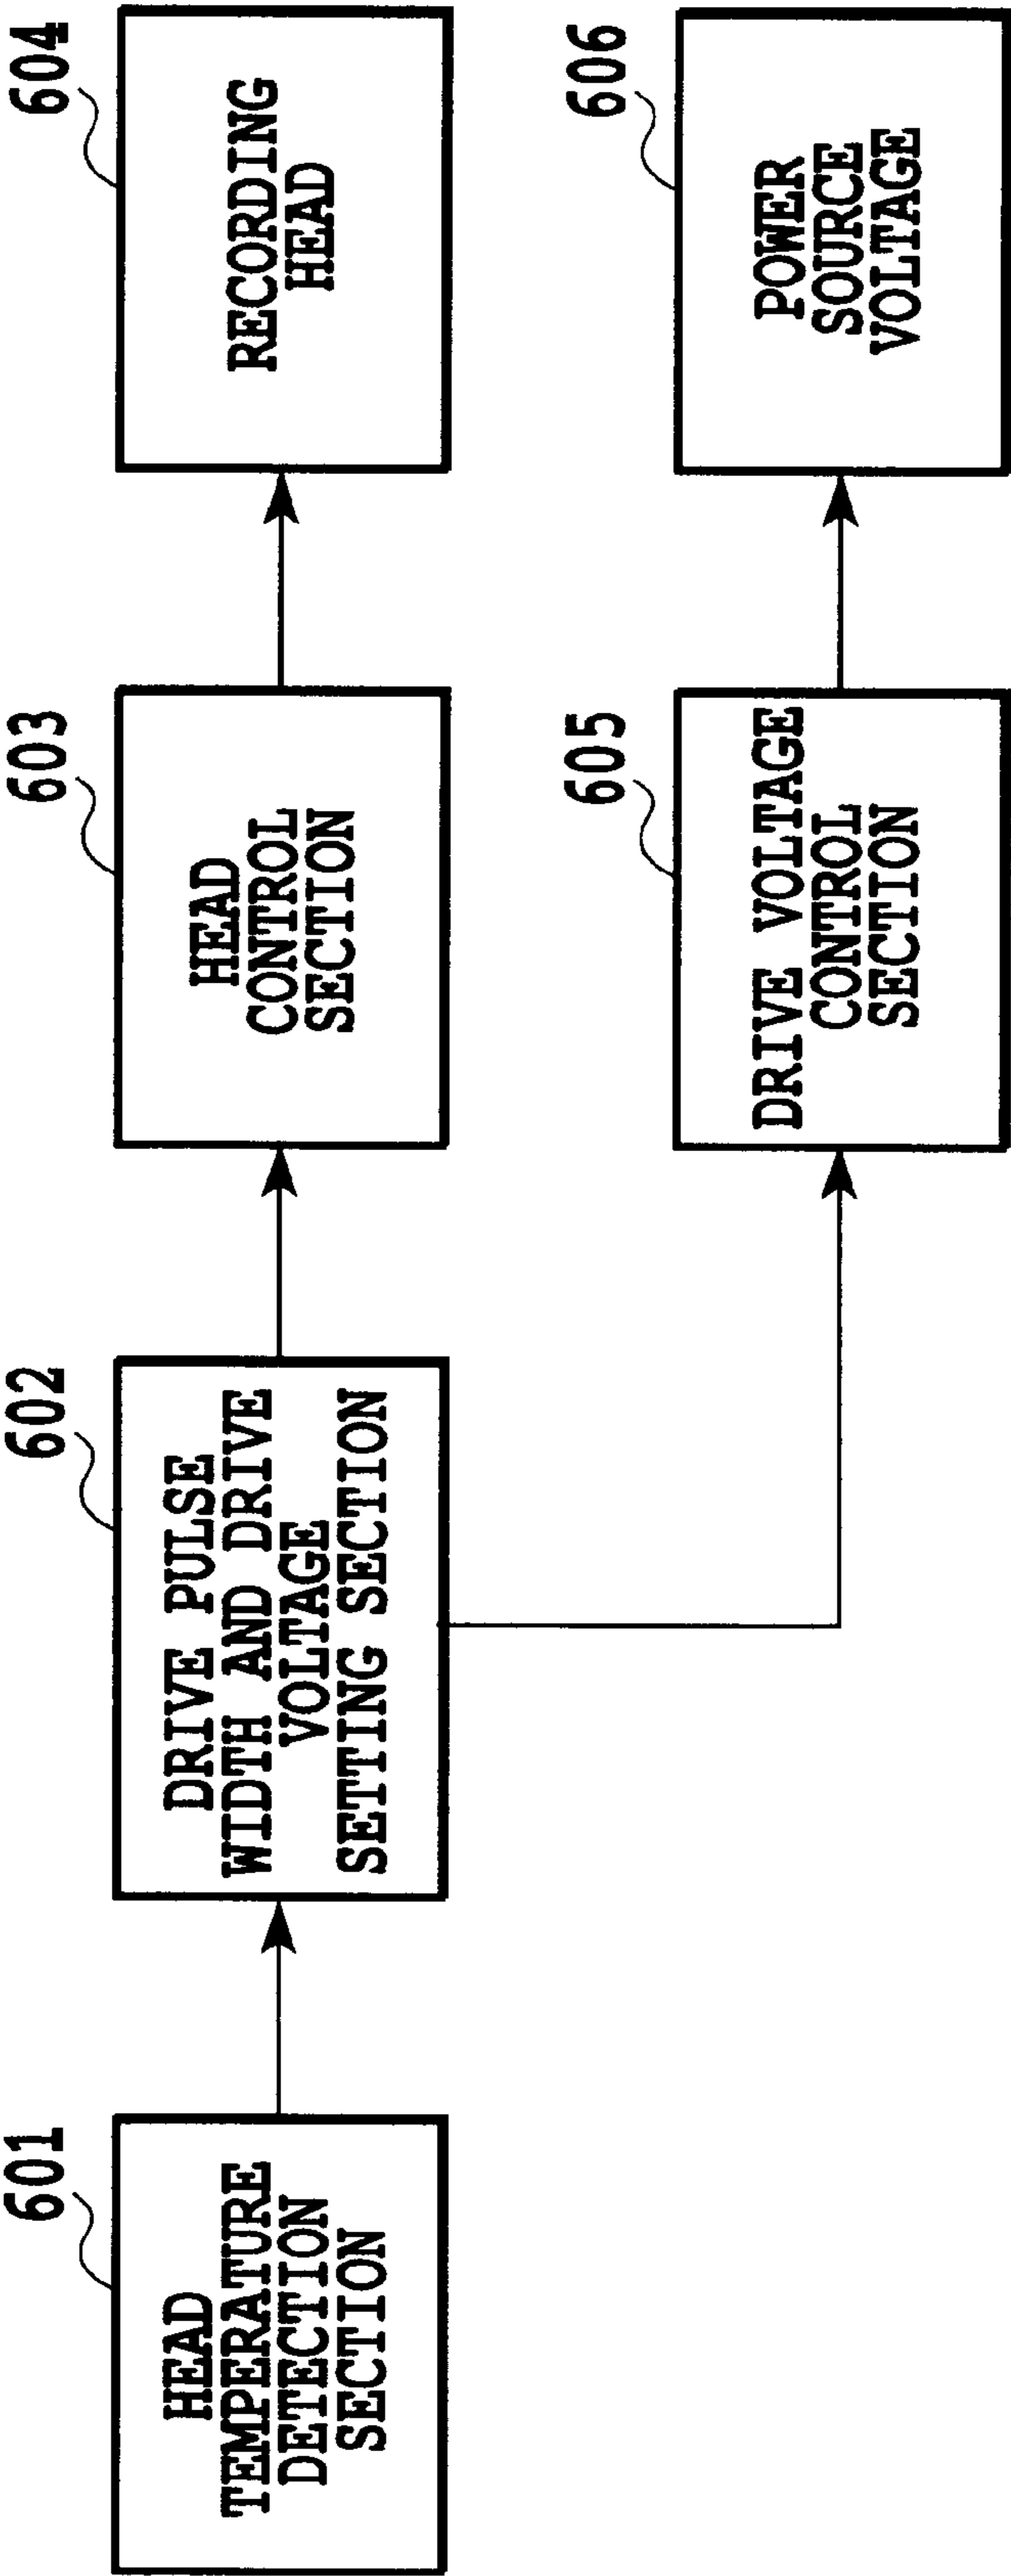 601
HEAD
TEMPERATURE
DETECTION
SECTION
602
DRIVE PULSE
WIDTH AND DRIVE
VOLTAGE
SETTING SECTION
603
HEAD
CONTROL
SECTION
604
RECORDING
HEAD
605
DRIVE VOLTAGE
CONTROL
SECTION
606
POWER
SOURCE
VOLTAGE